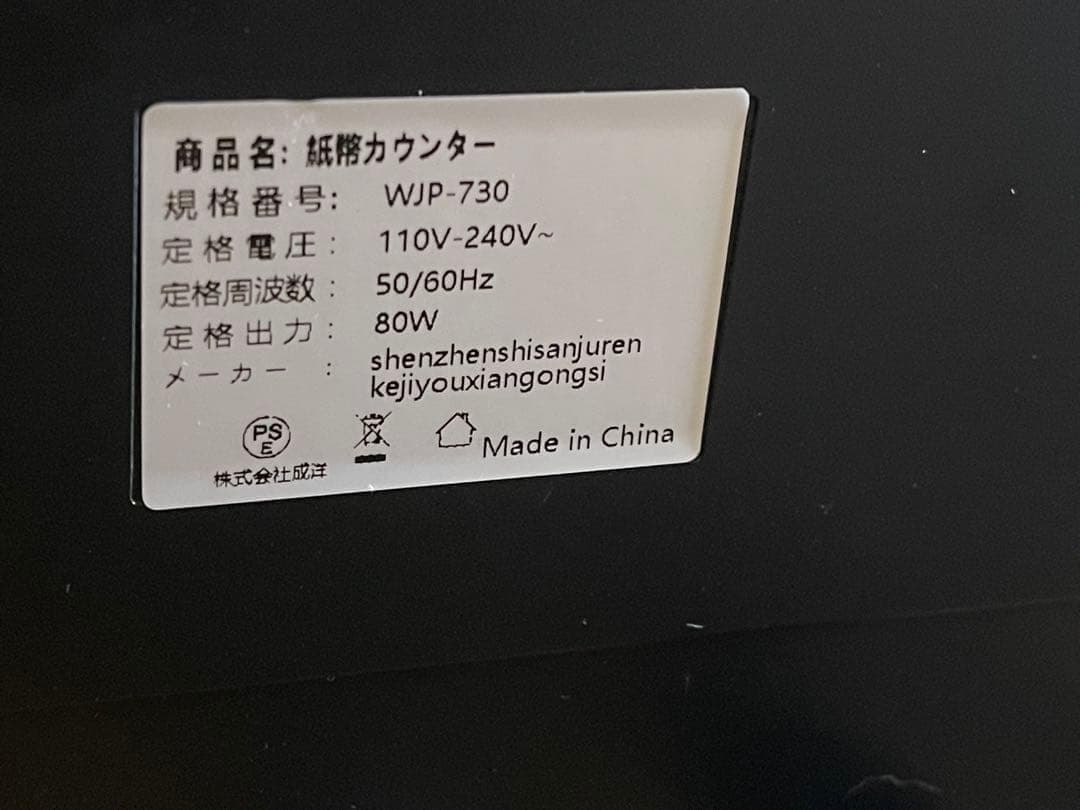 商品名: 紙幣カウンター
規格番号: WJP-730
定格電圧: 110V-240V~
定格周波数: 50/60Hz
定格出力: 80W
メーカー: shenzhenshisanjuren
kejiyouxiangongsi
PSE
株式会社成洋
Made in China